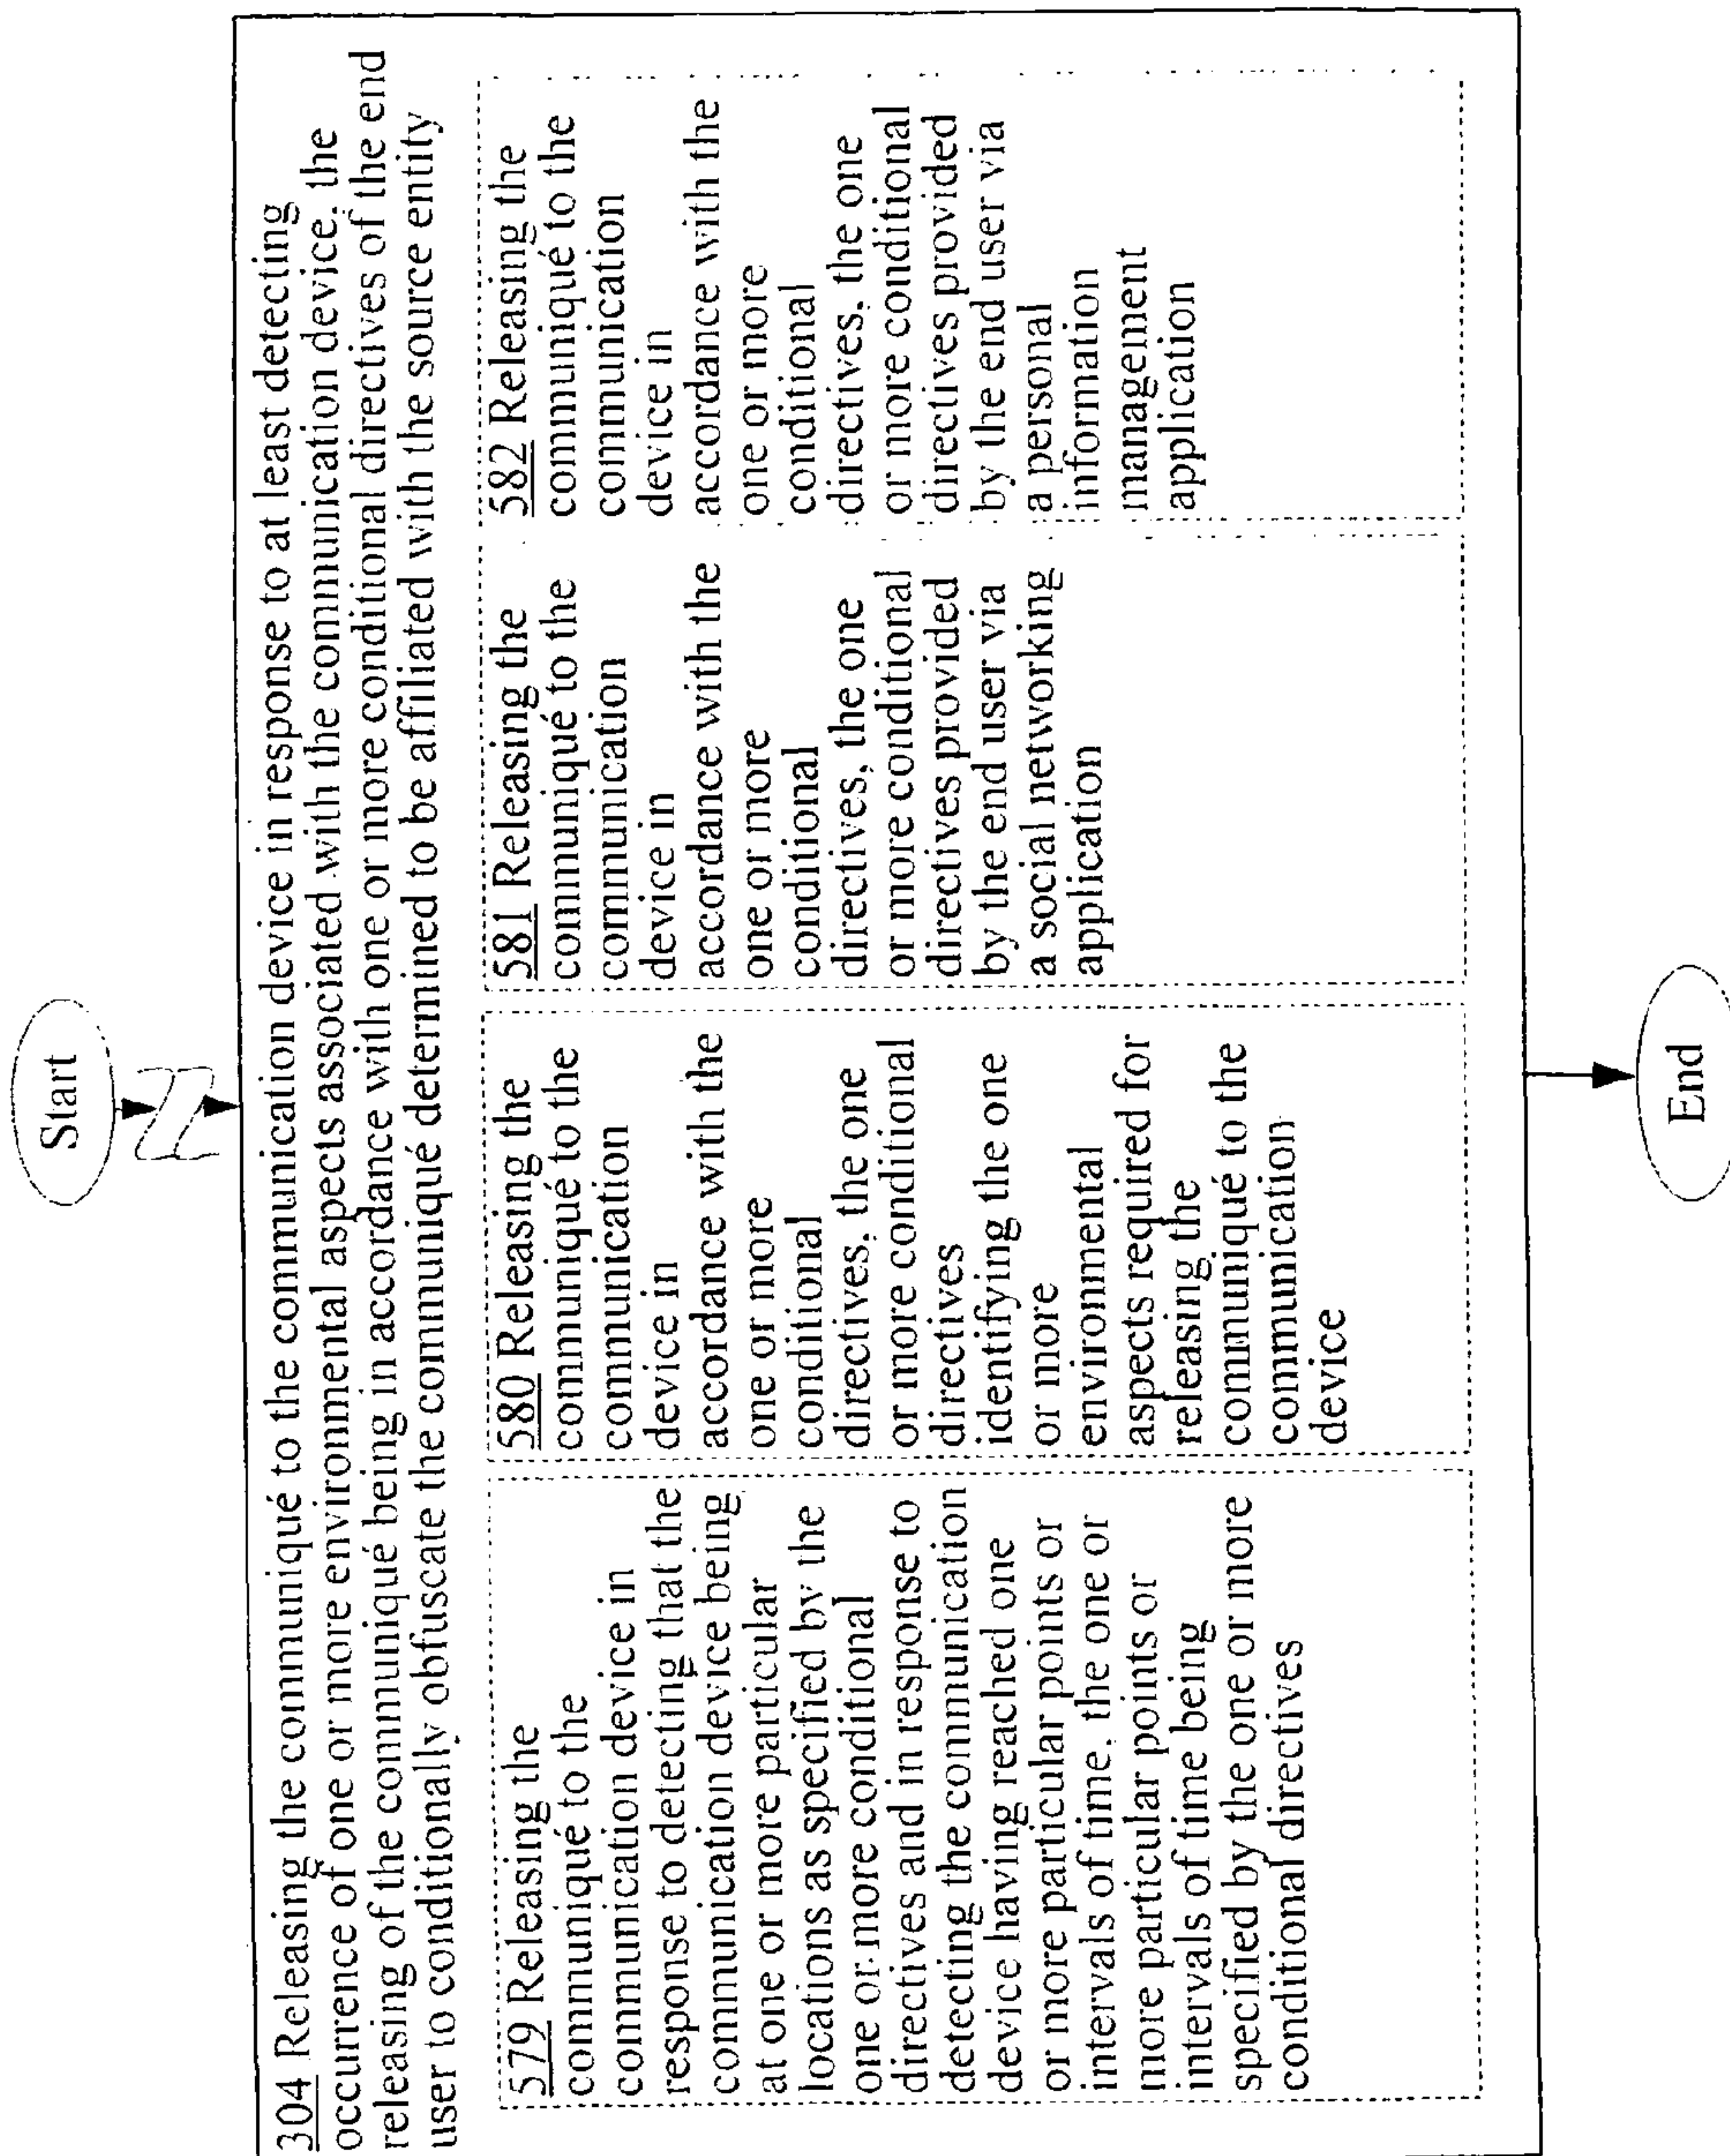 Start
304 Releasing the communiqué to the communication device in response to at least detecting
occurrence of one or more environmental aspects associated with the communication device, the
releasing of the communiqué being in accordance with one or more conditional directives of the end
user to conditionally obfuscate the communiqué determined to be affiliated with the source entity
579 Releasing the
communiqué to the
communication device in
response to detecting that the
communication device being
at one or more particular
locations as specified by the
one or more conditional
directives and in response to
detecting the communication
device having reached one
or more particular points or
intervals of time, the one or
more particular points or
intervals of time being
specified by the one or more
conditional directives
580 Releasing the
communiqué to the
communication
device in
accordance with the
one or more
conditional
directives, the one
or more conditional
directives
identifying the one
or more
environmental
aspects required for
releasing the
communiqué to the
communication
device
581 Releasing the
communiqué to the
communication
device in
accordance with the
one or more
conditional
directives, the one
or more conditional
directives provided
by the end user via
a social networking
application
582 Releasing the
communiqué to the
communication
device in
accordance with the
one or more
conditional
directives, the one
or more conditional
directives provided
by the end user via
a personal
information
management
application
End